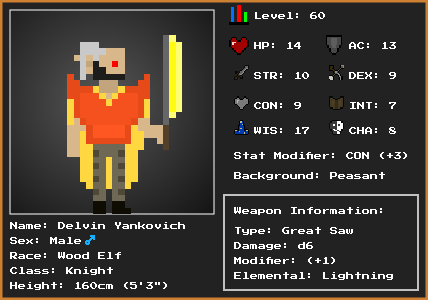 Level: 60
HP: 14 AC: 13
STR: 10 DEX: 9
CON: 9 INT: 7
WIS: 17 CHA: 8
Stat Modifier: CON (+3)
Background: Peasant
Name: Delvin Yankovich
Sex: Male ♂
Race: Wood Elf
Class: Knight
Height: 160cm (5'3")
Weapon Information:
Type: Great Saw
Damage: d6
Modifier: (+1)
Elemental: Lightning